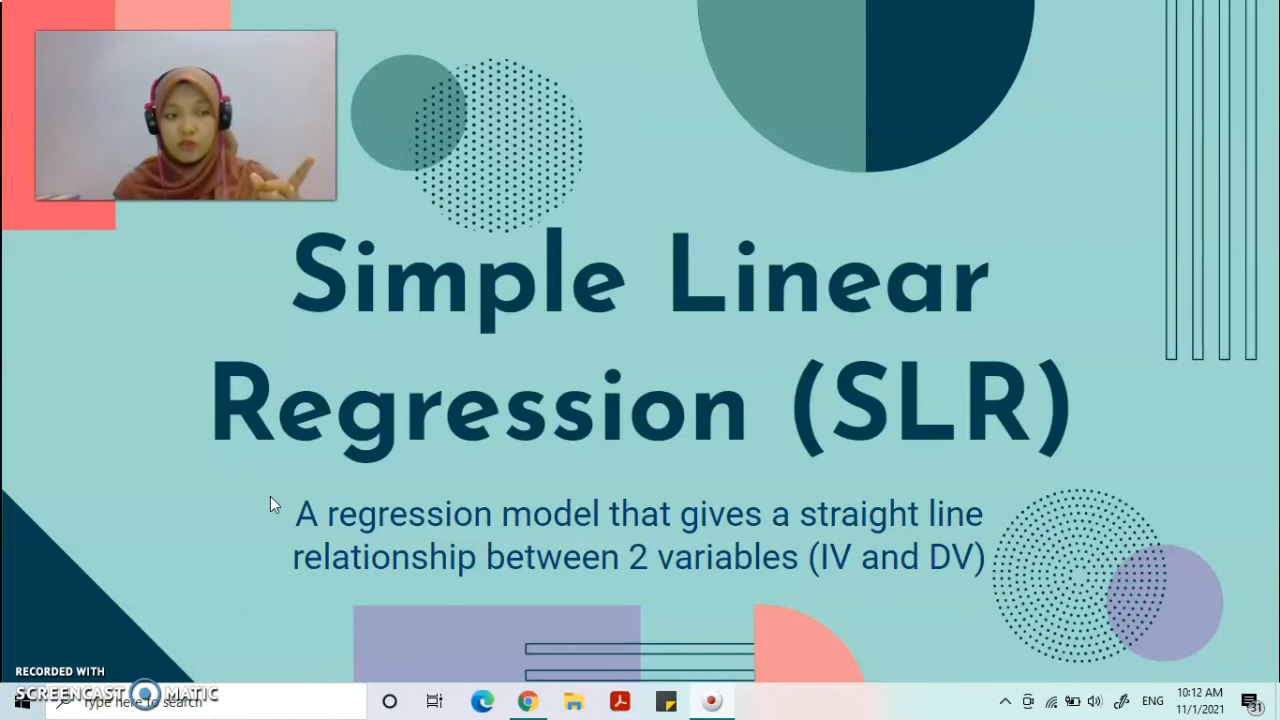 Simple Linear
Regression (SLR)
A regression model that gives a straight line
relationship between 2 variables (IV and DV)
RECORDED WITH
SCREENCAST MATIC
Type here to search
ENG
10:12 AM
11/1/2021
31